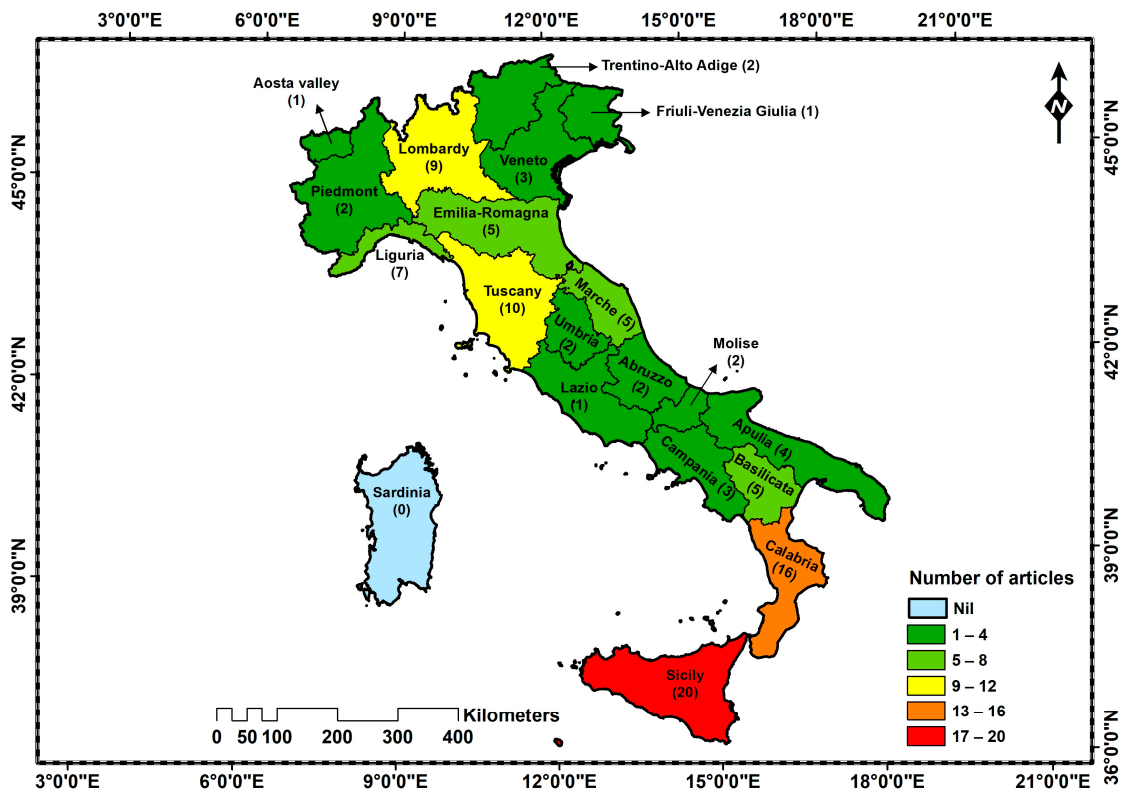 3°0'0"E 6°0'0"E 9°0'0"E 12°0'0"E 15°0'0"E 18°0'0"E 21°0'0"E
N
Trentino-Alto Adige (2)
Aosta valley
(1)
Friuli-Venezia Giulia (1)
Lombardy
(9)
Veneto
(3)
Piedmont
(2)
Emilia-Romagna
(5)
Liguria
(7)
Tuscany
(10)
Marche (5)
Umbria
(2)
Molise
(2)
Abruzzo
(2)
Lazio
(1)
Apulia (4)
Campania (3)
Basilicata
(5)
Sardinia
(0)
Calabria
(16)
Sicily
(20)
45°0'0"N
42°0'0"N
39°0'0"N
45°0'0"N
42°0'0"N
39°0'0"N
36°0'0"N
Number of articles
Nil
1 – 4
5 – 8
9 – 12
13 – 16
17 – 20
Kilometers
0 50 100 200 300 400
3°0'0"E 6°0'0"E 9°0'0"E 12°0'0"E 15°0'0"E 18°0'0"E 21°0'0"E